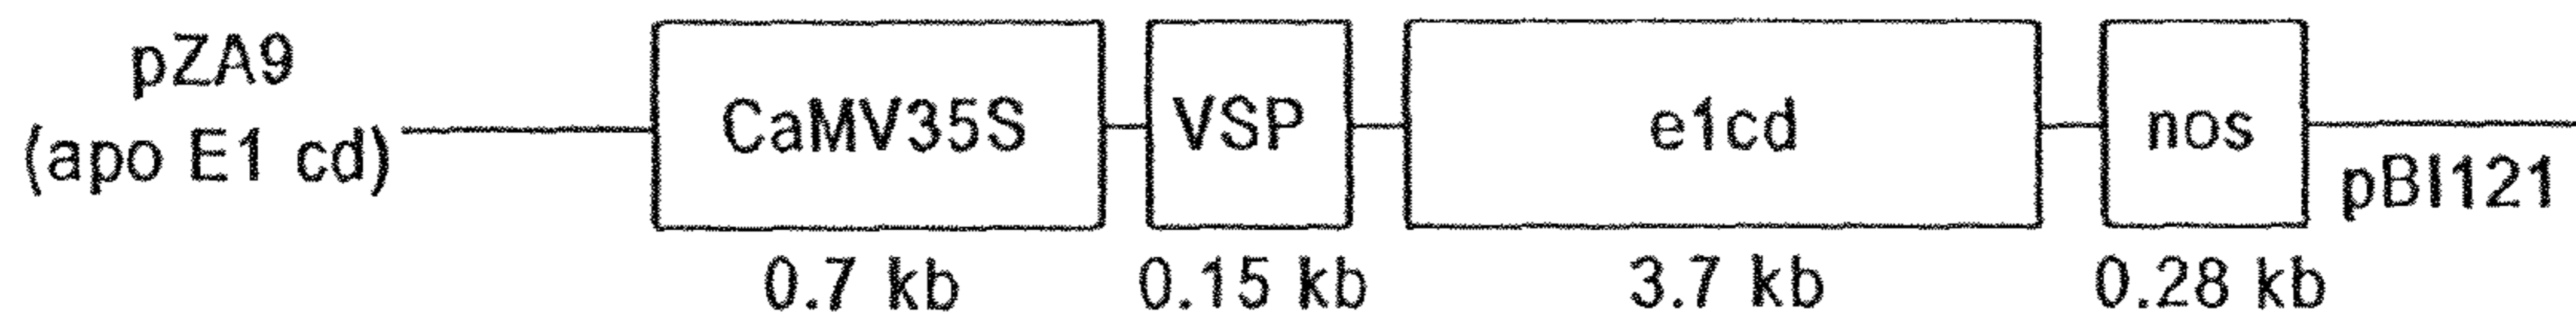 pZA9
(apo E1 cd)
CaMV35S
VSP
e1cd
nos
pBI121
0.7 kb
0.15 kb
3.7 kb
0.28 kb